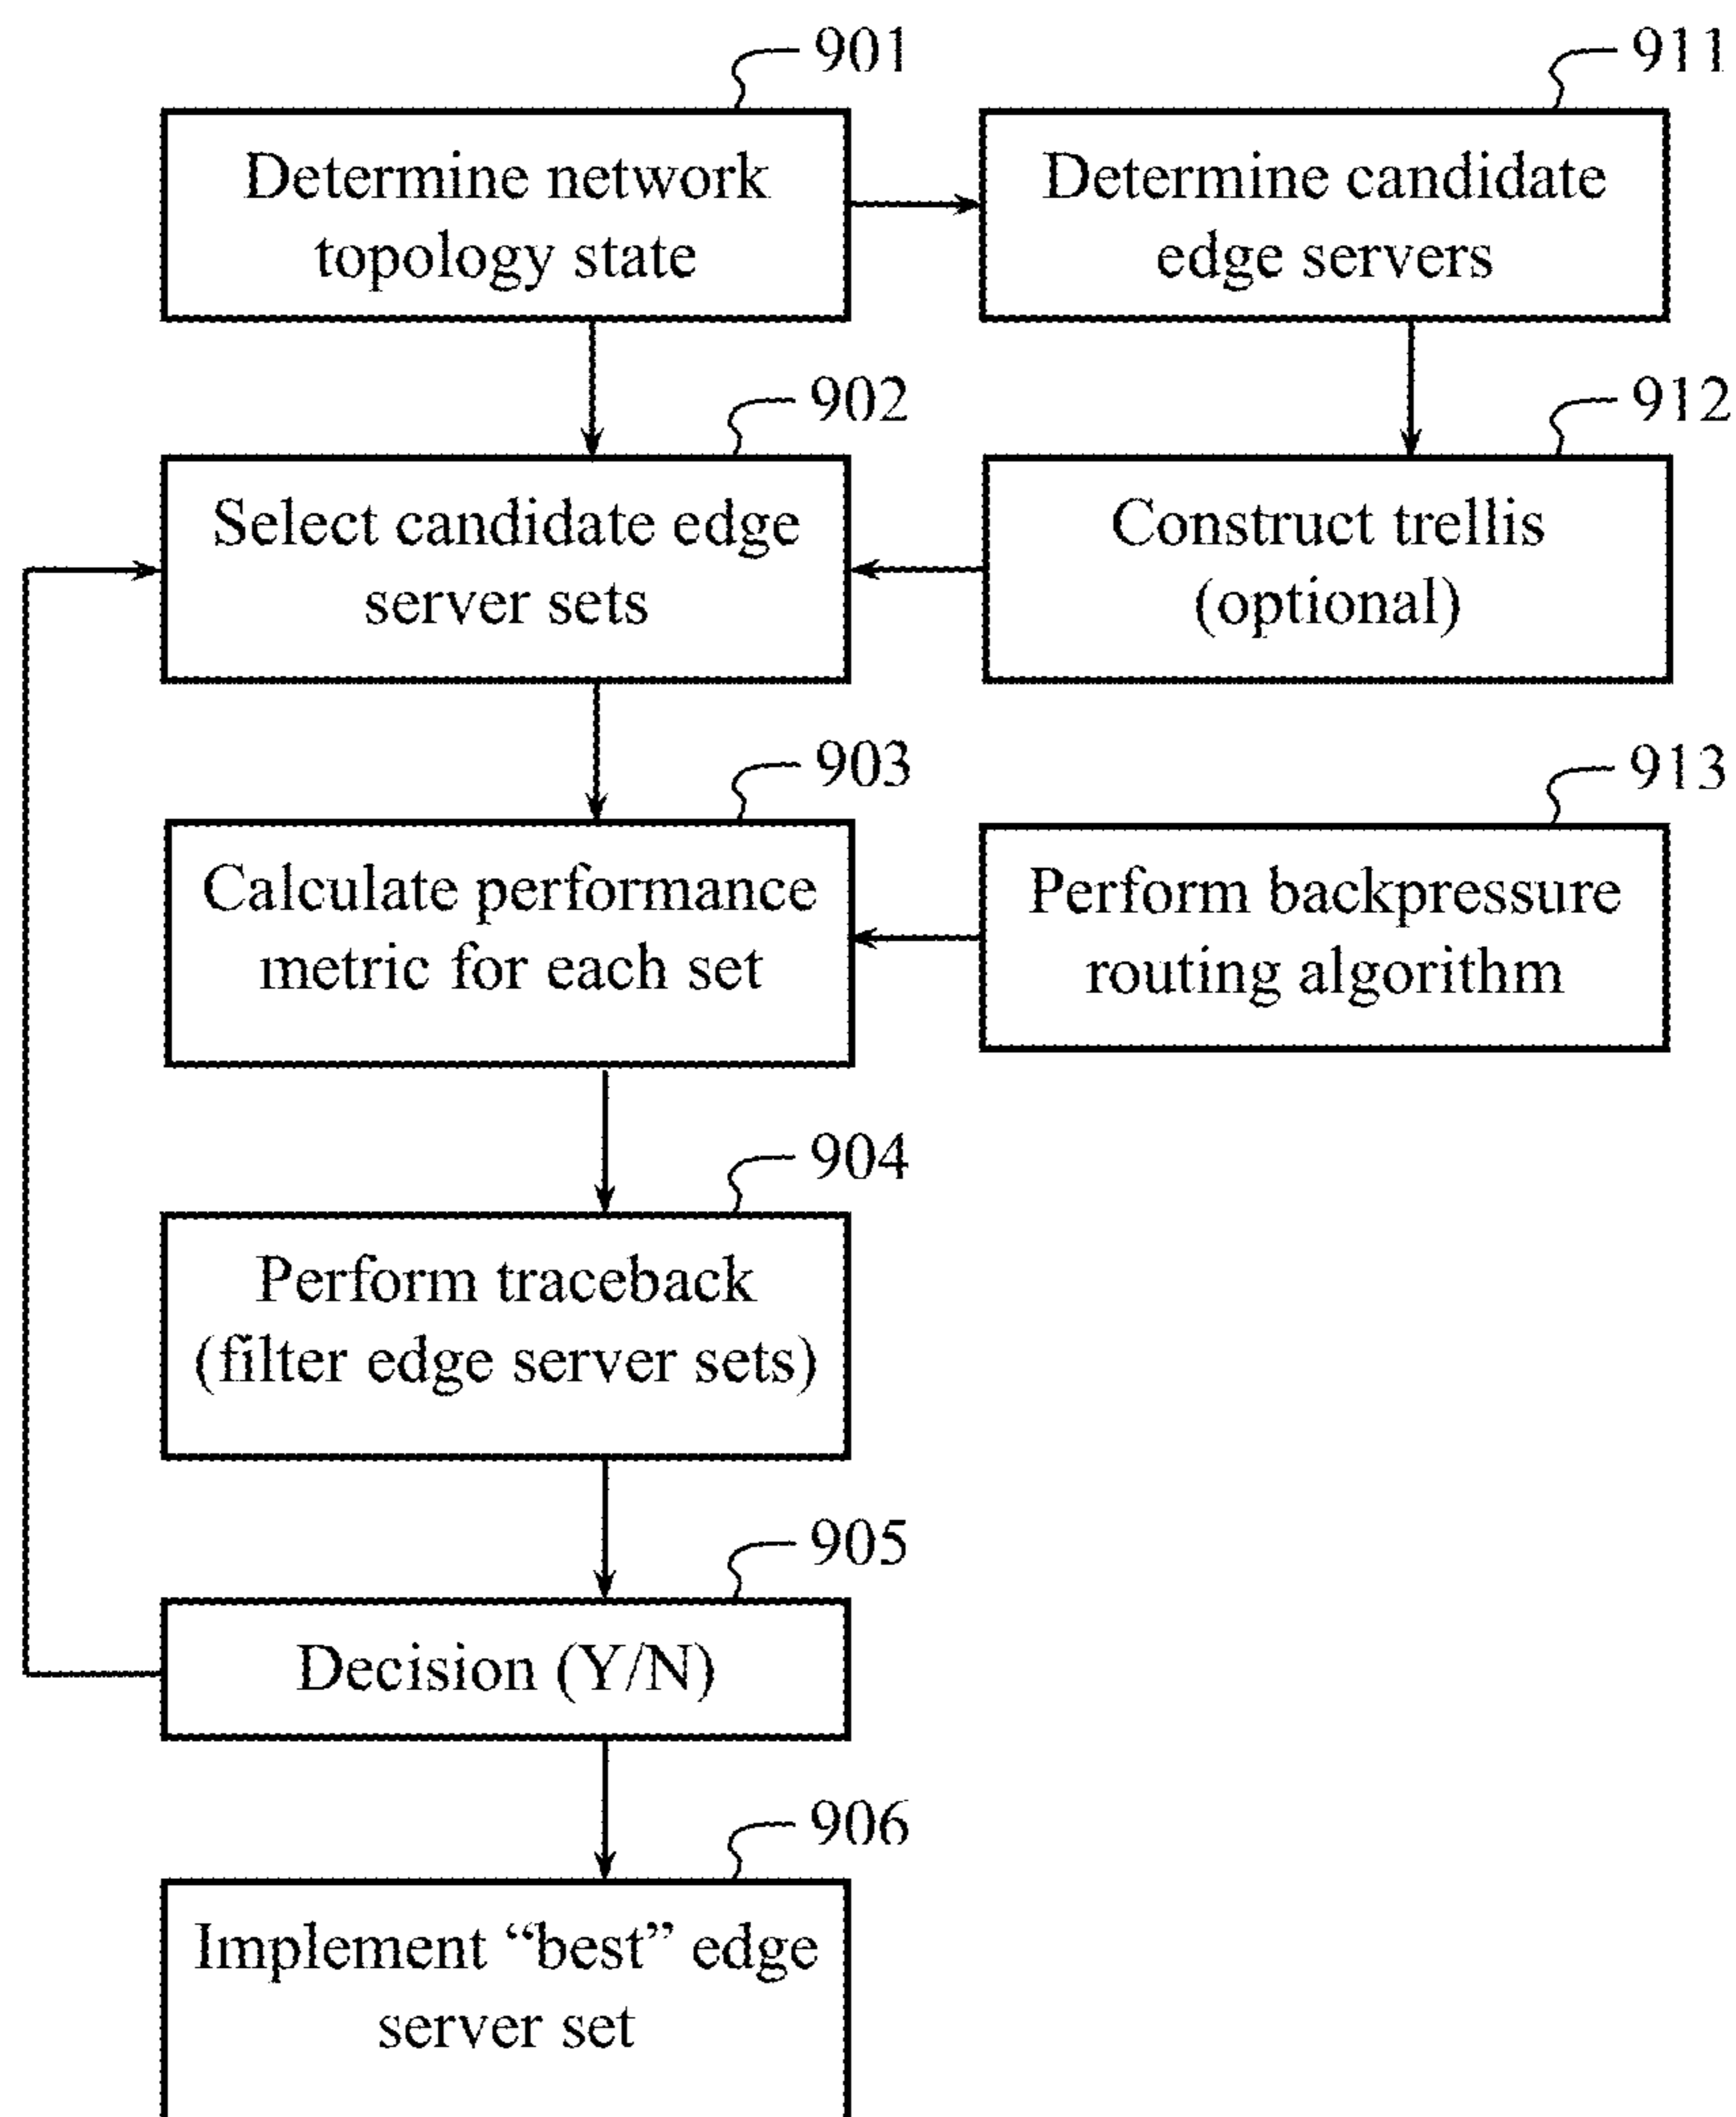 901
911
Determine network
topology state
Determine candidate
edge servers
902
912
Select candidate edge
server sets
Construct trellis
(optional)
903
913
Calculate performance
metric for each set
Perform backpressure
routing algorithm
904
Perform traceback
(filter edge server sets)
905
Decision (Y/N)
906
Implement “best” edge
server set